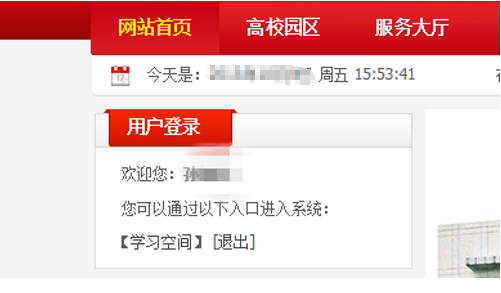 网站首页 高校园区 服务大厅
今天是: 周五 15:53:41
用户登录
欢迎您: 孙
您可以通过以下入口进入系统:
【学习空间】 [退出]